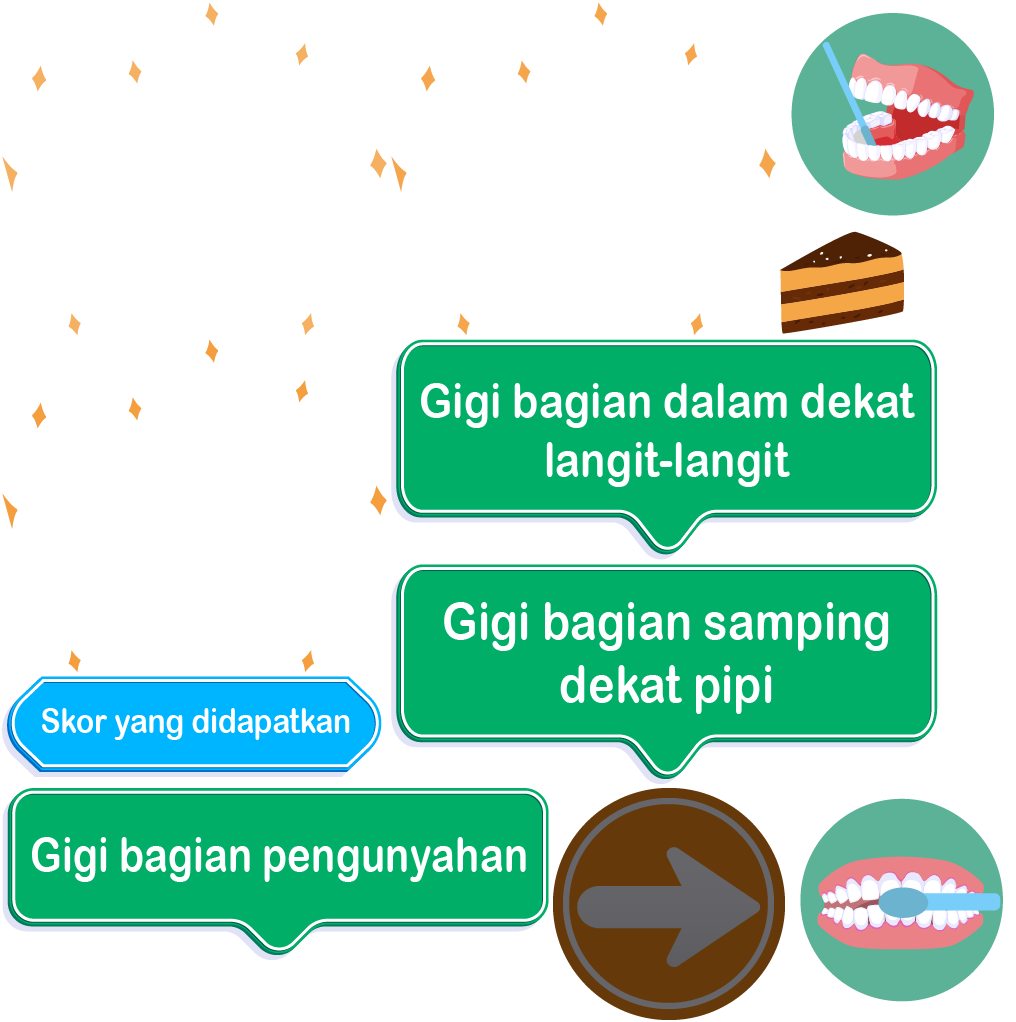 Gigi bagian dalam dekat
langit-langit
Gigi bagian samping
dekat pipi
Skor yang didapatkan
Gigi bagian pengunyahan